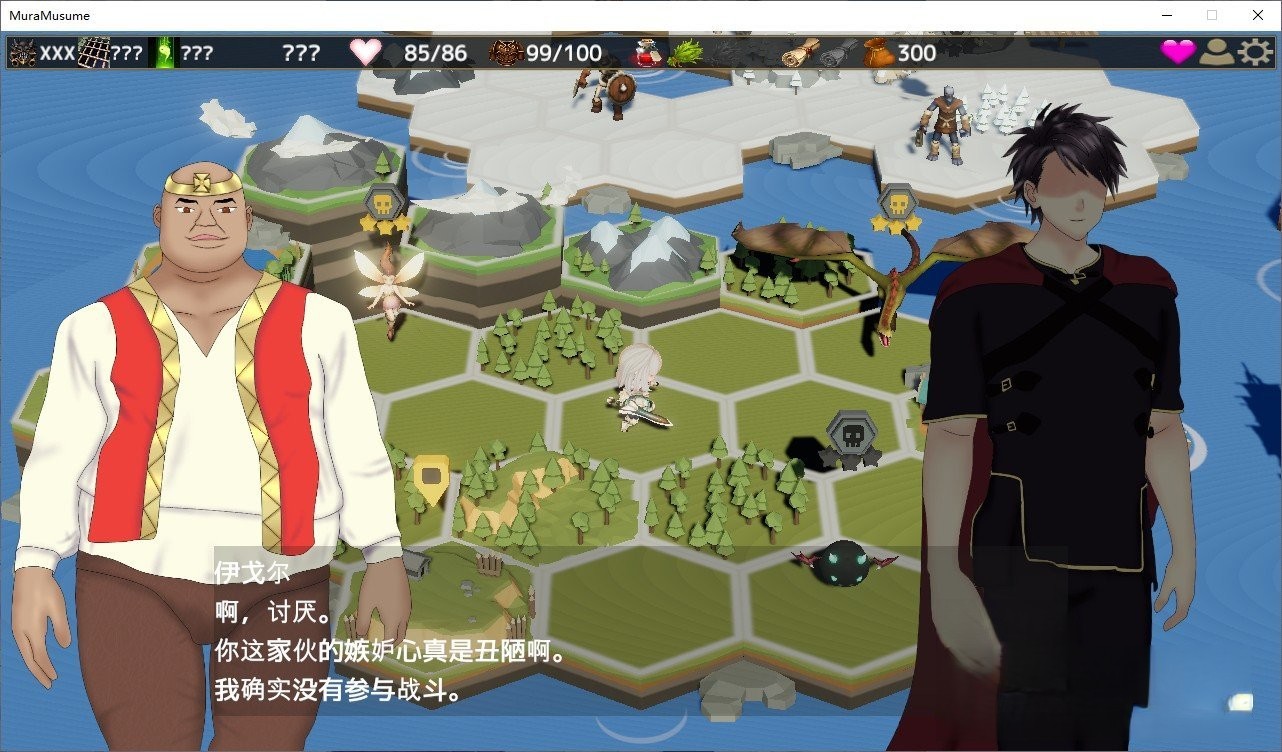 MuraMusume
XXX ??? ??? ??? 85/86 99/100 300
伊戈尔
啊，讨厌。
你这家伙的嫉妒心真是丑陋啊。
我确实没有参与战斗。